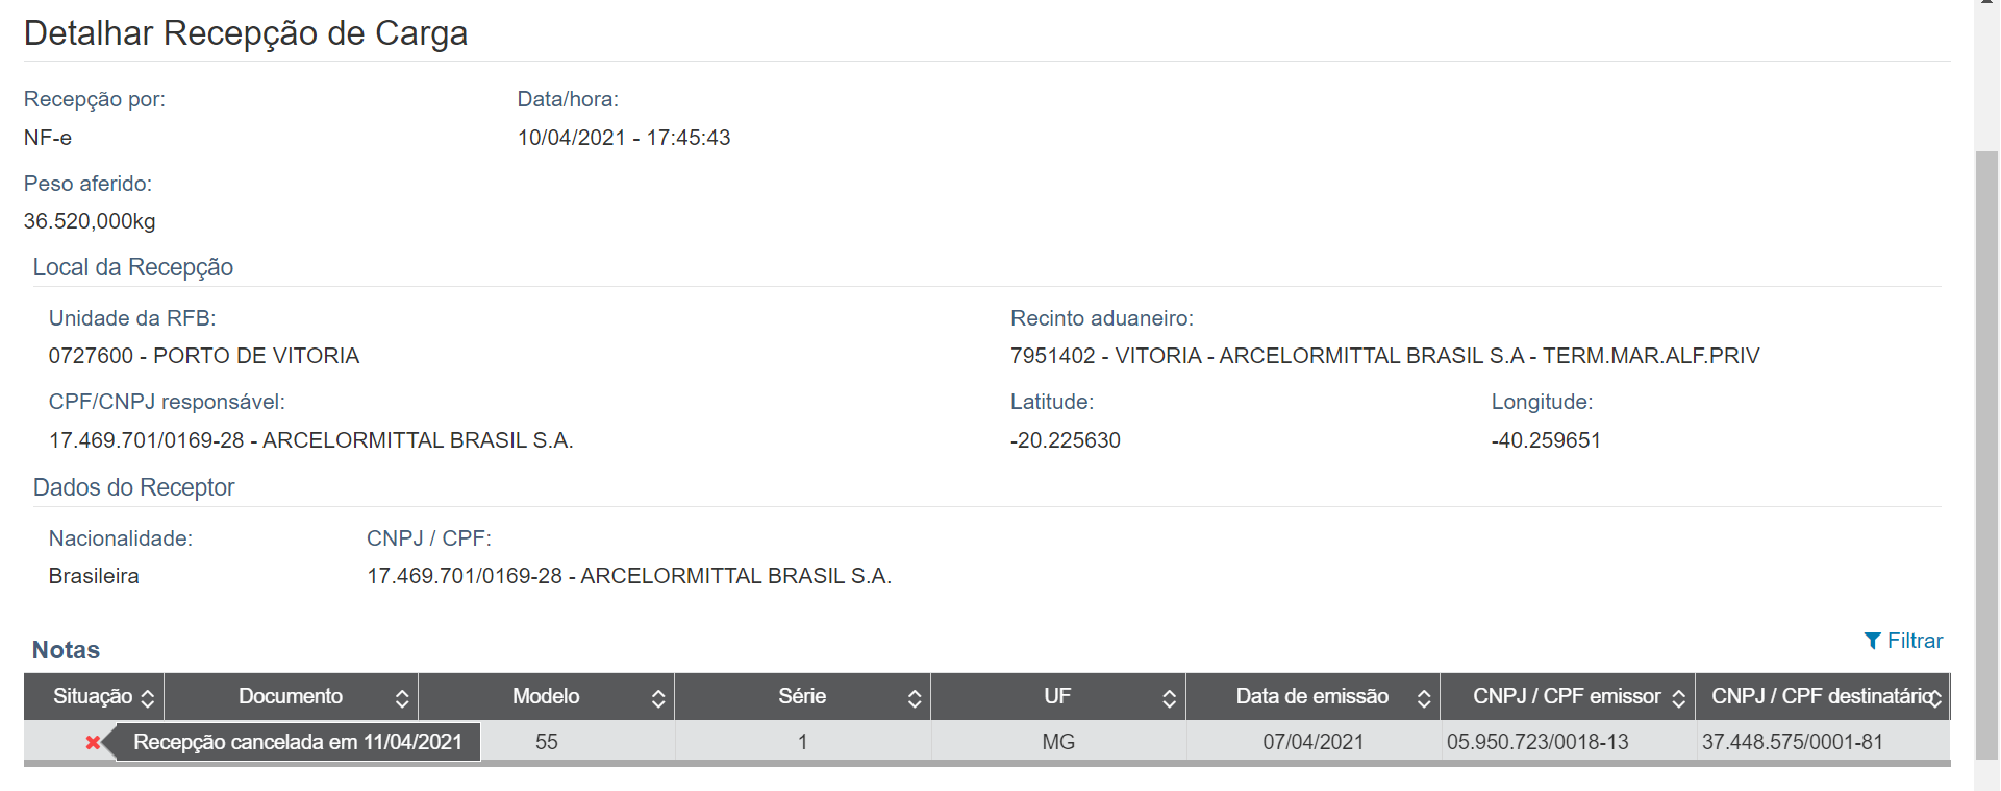 Detalhar Recepção de Carga
Recepção por: Data/hora:
NF-e 10/04/2021 - 17:45:43
Peso aferido:
36.520,000kg
Local da Recepção
Unidade da RFB: Recinto aduaneiro:
0727600 - PORTO DE VITORIA 7951402 - VITORIA - ARCELORMITTAL BRASIL S.A - TERM.MAR.ALF.PRIV
CPF/CNPJ responsável: Latitude: Longitude:
17.469.701/0169-28 - ARCELORMITTAL BRASIL S.A. -20.225630 -40.259651
Dados do Receptor
Nacionalidade: CNPJ / CPF:
Brasileira 17.469.701/0169-28 - ARCELORMITTAL BRASIL S.A.
Filtrar
Notas
Situação Documento Modelo Série UF Data de emissão CNPJ / CPF emissor CNPJ / CPF destinatário
Recepção cancelada em 11/04/2021 55 1 MG 07/04/2021 05.950.723/0018-13 37.448.575/0001-81